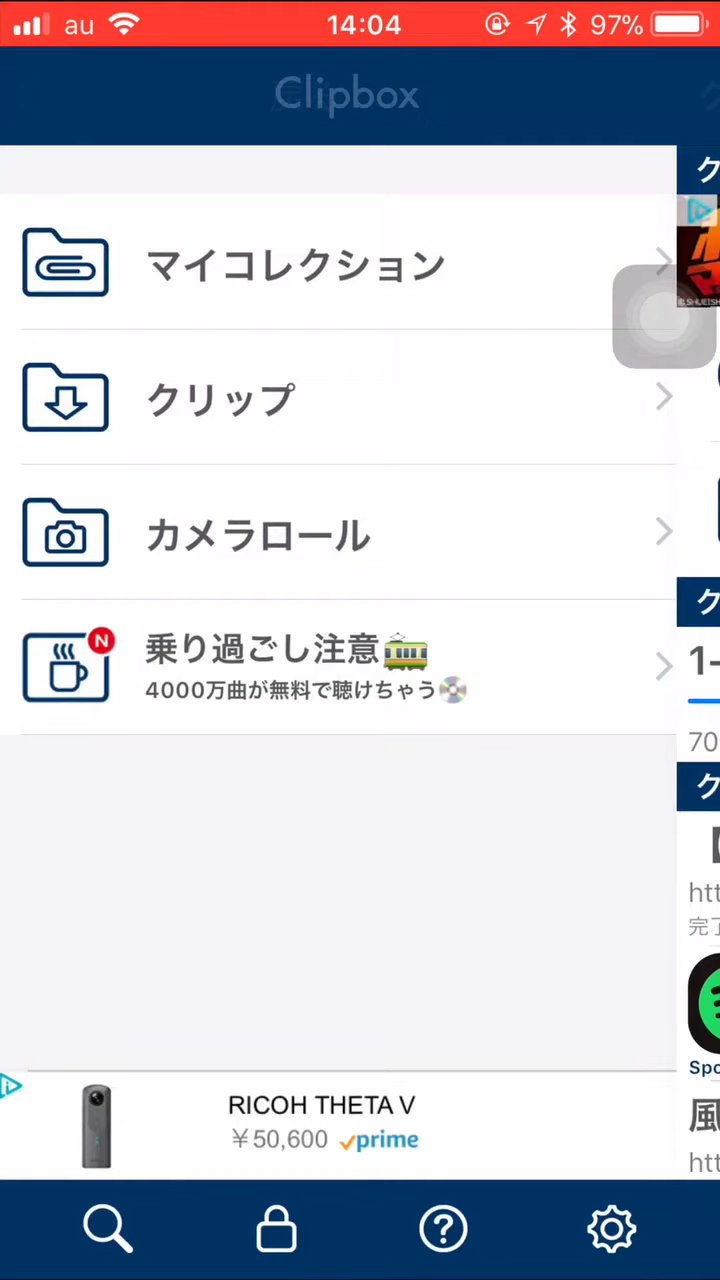 au 14:04 97%
Clipbox
ク
マイコレクション
クリップ
カメラロール
ク
N
乗り過ごし注意🚃
1-
4000万曲が無料で聴けちゃう💿
70
ク
htt
完了
RICOH THETA V
¥50,600 prime
Spo
風
htt